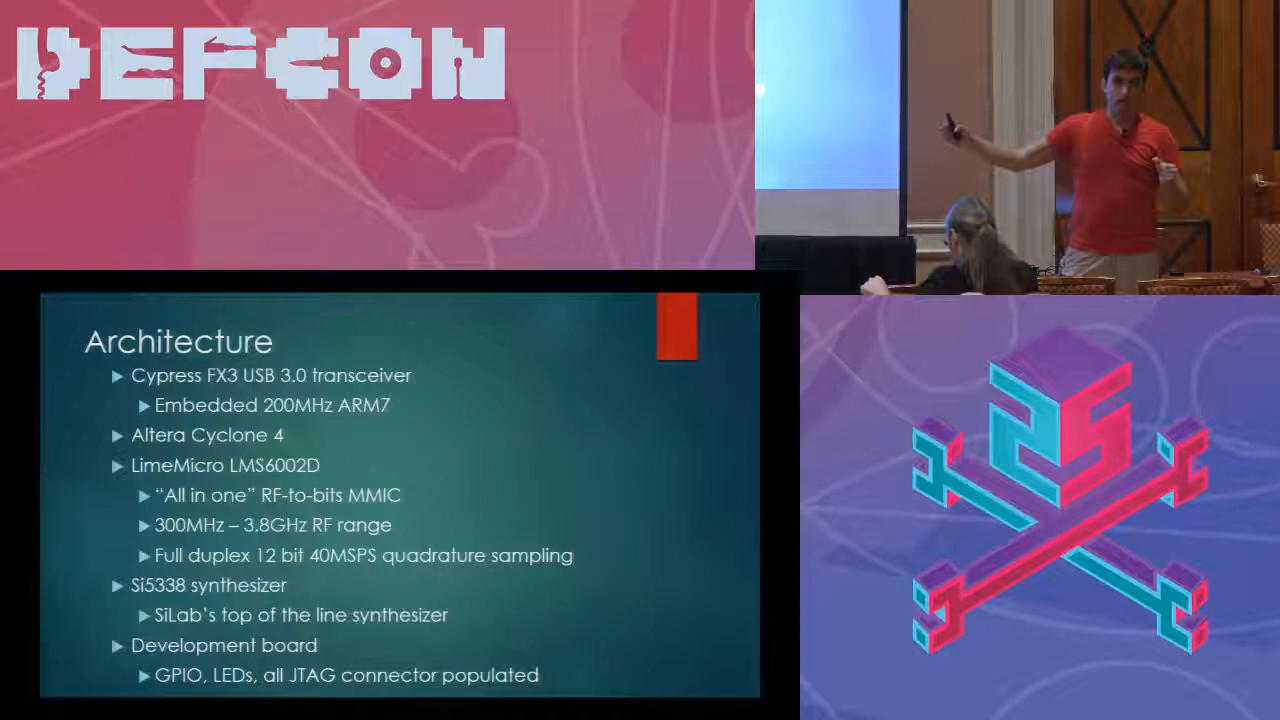 DEFCON
Architecture
Cypress FX3 USB 3.0 transceiver
Embedded 200MHz ARM7
Altera Cyclone 4
LimeMicro LMS6002D
“All in one” RF-to-bits MMIC
300MHz – 3.8GHz RF range
Full duplex 12 bit 40MSPS quadrature sampling
Si5338 synthesizer
SiLab's top of the line synthesizer
Development board
GPIO, LEDs, all JTAG connector populated
25